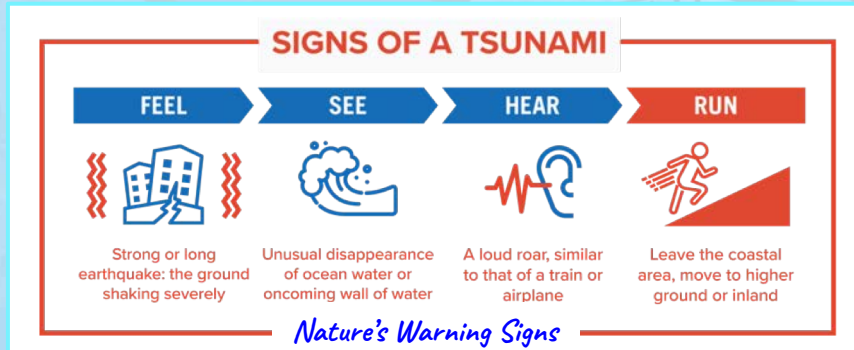 SIGNS OF A TSUNAMI
FEEL
SEE
HEAR
RUN
Strong or long
earthquake: the ground
shaking severely
Unusual disappearance
of ocean water or
oncoming wall of water
A loud roar, similar
to that of a train or
airplane
Leave the coastal
area, move to higher
ground or inland
Nature's Warning Signs